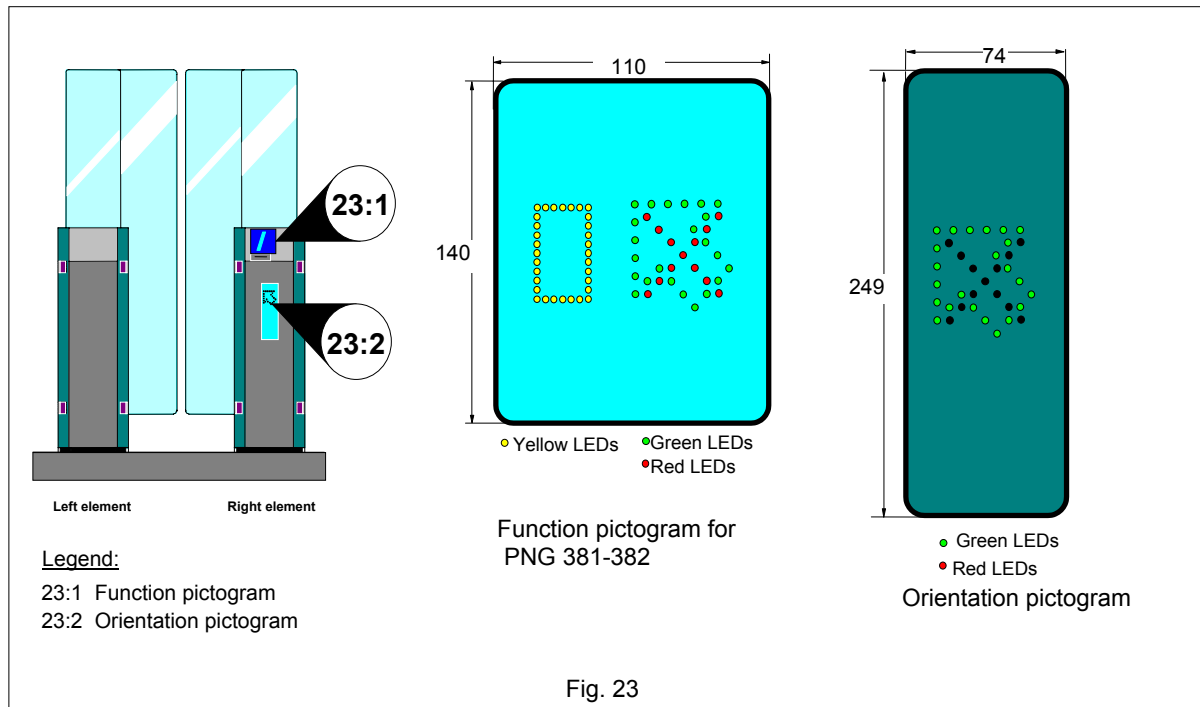 23:1
23:2
Left element
Right element
Legend:
23:1 Function pictogram
23:2 Orientation pictogram
110
140
Yellow LEDs
Green LEDs
Red LEDs
Function pictogram for
PNG 381-382
74
249
Green LEDs
Red LEDs
Orientation pictogram
Fig. 23